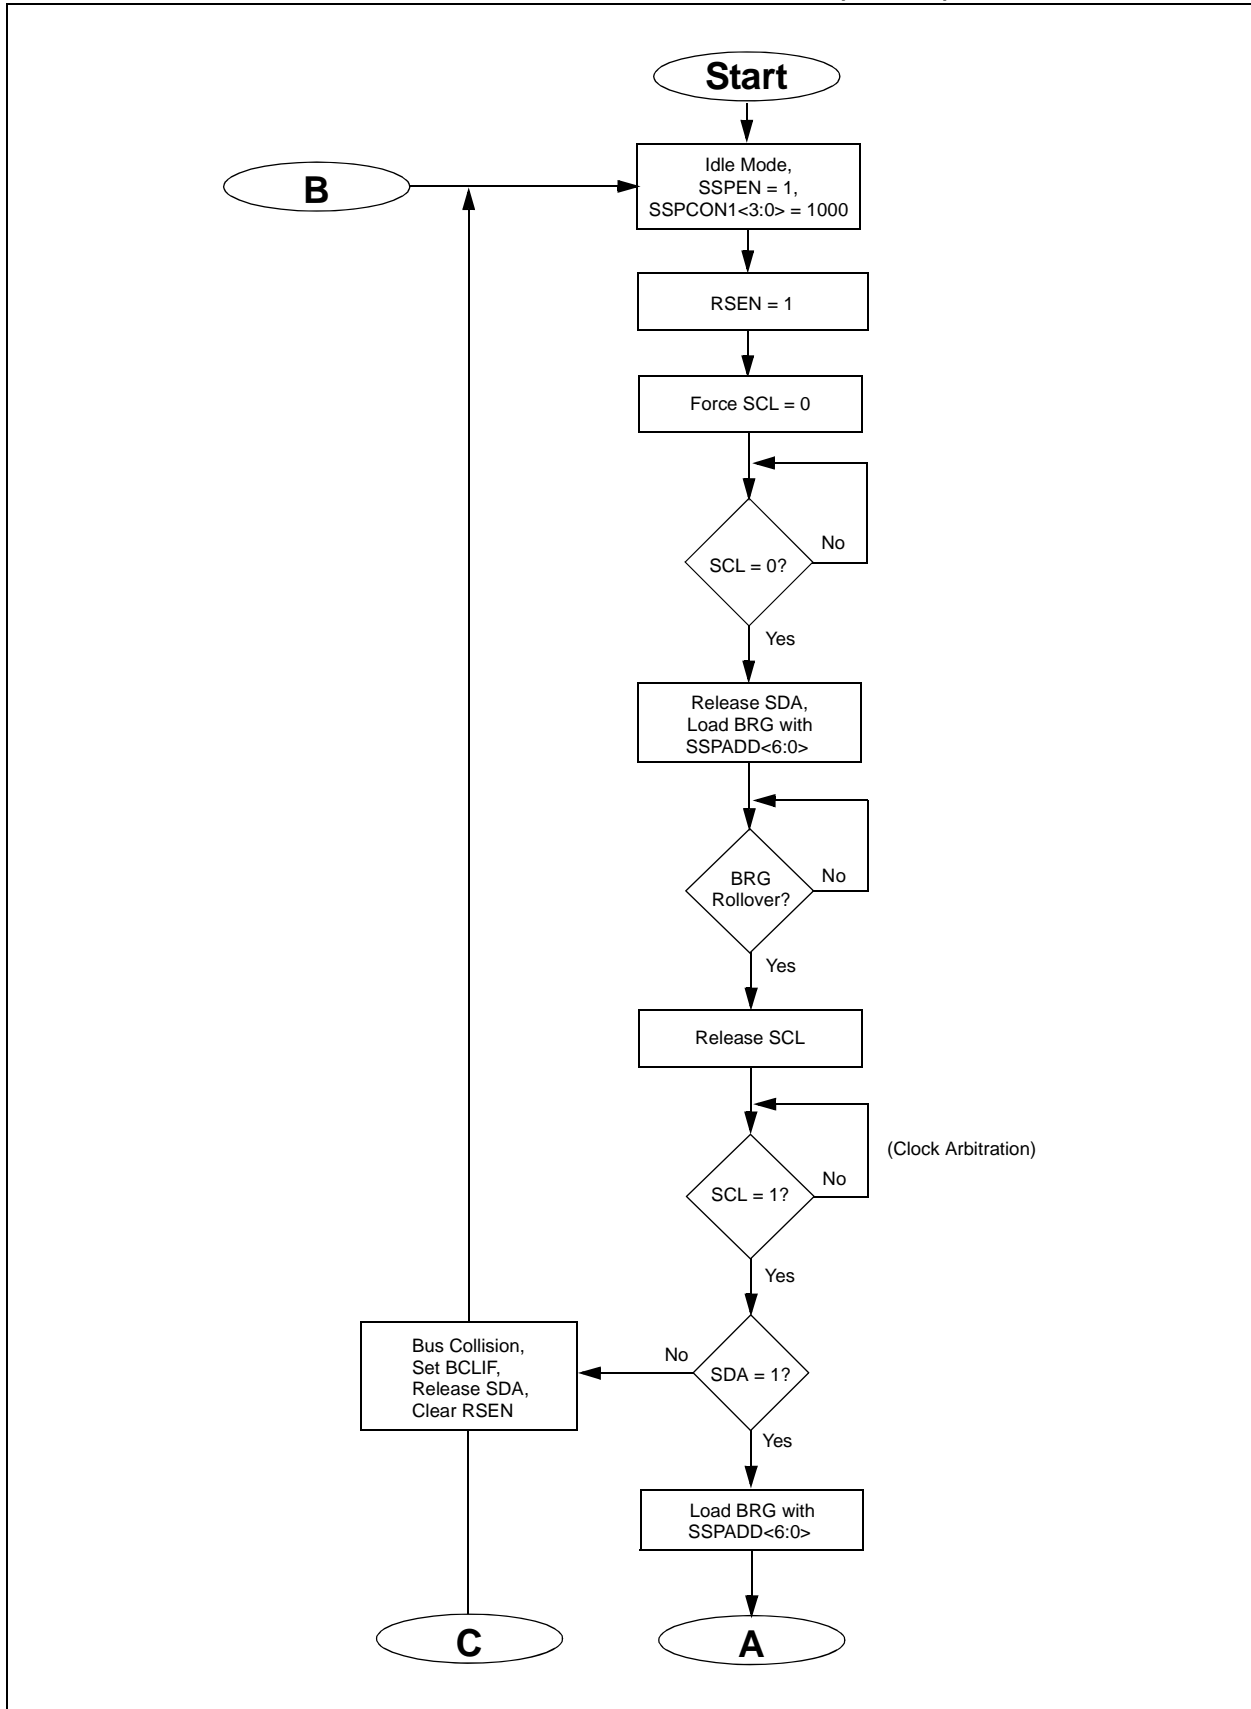 Start
B
Idle Mode,
SSPEN = 1,
SSPCON1<3:0> = 1000
RSEN = 1
Force SCL = 0
SCL = 0?
No
Yes
Release SDA,
Load BRG with
SSPADD<6:0>
BRG
Rollover?
No
Yes
Release SCL
(Clock Arbitration)
SCL = 1?
No
Yes
Bus Collision,
Set BCLIF,
Release SDA,
Clear RSEN
No
SDA = 1?
Yes
Load BRG with
SSPADD<6:0>
C
A